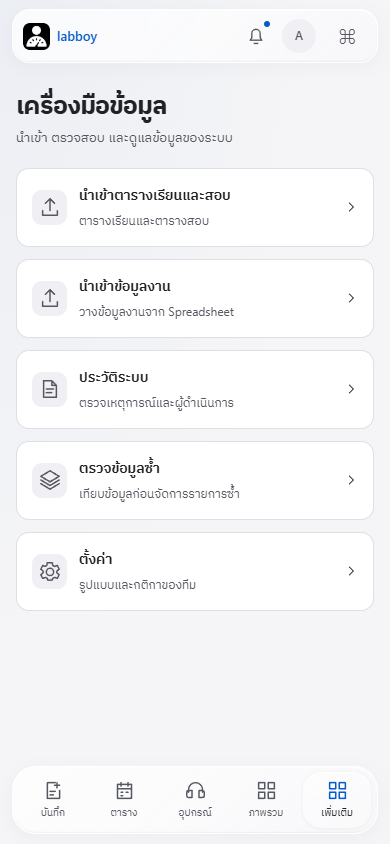 labboy
A
เครื่องมือข้อมูล
นำเข้า ตรวจสอบ และดูแลข้อมูลของระบบ
นำเข้าตารางเรียนและสอบ
ตารางเรียนและตารางสอบ
นำเข้าข้อมูลงาน
วางข้อมูลงานจาก Spreadsheet
ประวัติระบบ
ตรวจเหตุการณ์และผู้ดำเนินการ
ตรวจข้อมูลซ้ำ
เทียบข้อมูลก่อนจัดการรายการซ้ำ
ตั้งค่า
รูปแบบและกติกาของทีม
บันทึก
ตาราง
อุปกรณ์
ภาพรวม
เพิ่มเติม